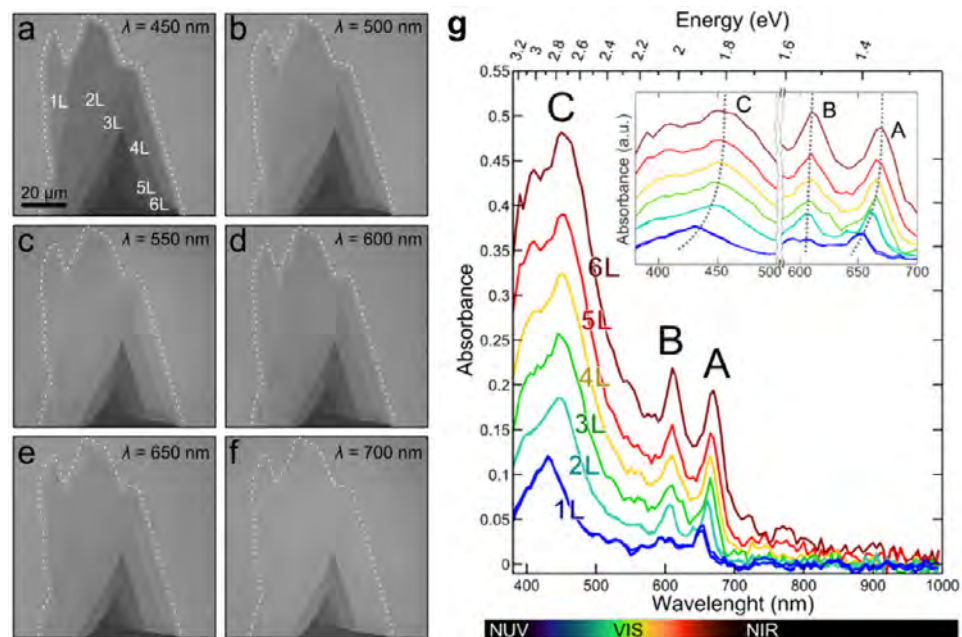 a
λ = 450 nm
1L
2L
3L
4L
5L
6L
20 µm
b
λ = 500 nm
c
λ = 550 nm
d
λ = 600 nm
e
λ = 650 nm
f
λ = 700 nm
g
Energy (eV)
3.2 3 2.8 2.6 2.4 2.2 2 1.8 1.6 1.4
Absorbance
0.55
0.5
0.45
0.4
0.35
0.3
0.25
0.2
0.15
0.1
0.05
0
C
B
A
6L
5L
4L
3L
2L
1L
Absorbance (a.u.)
C
B
A
400 450 500 600 650 700
400 500 600 700 800 900 1000
Wavelenght (nm)
NUV VIS NIR